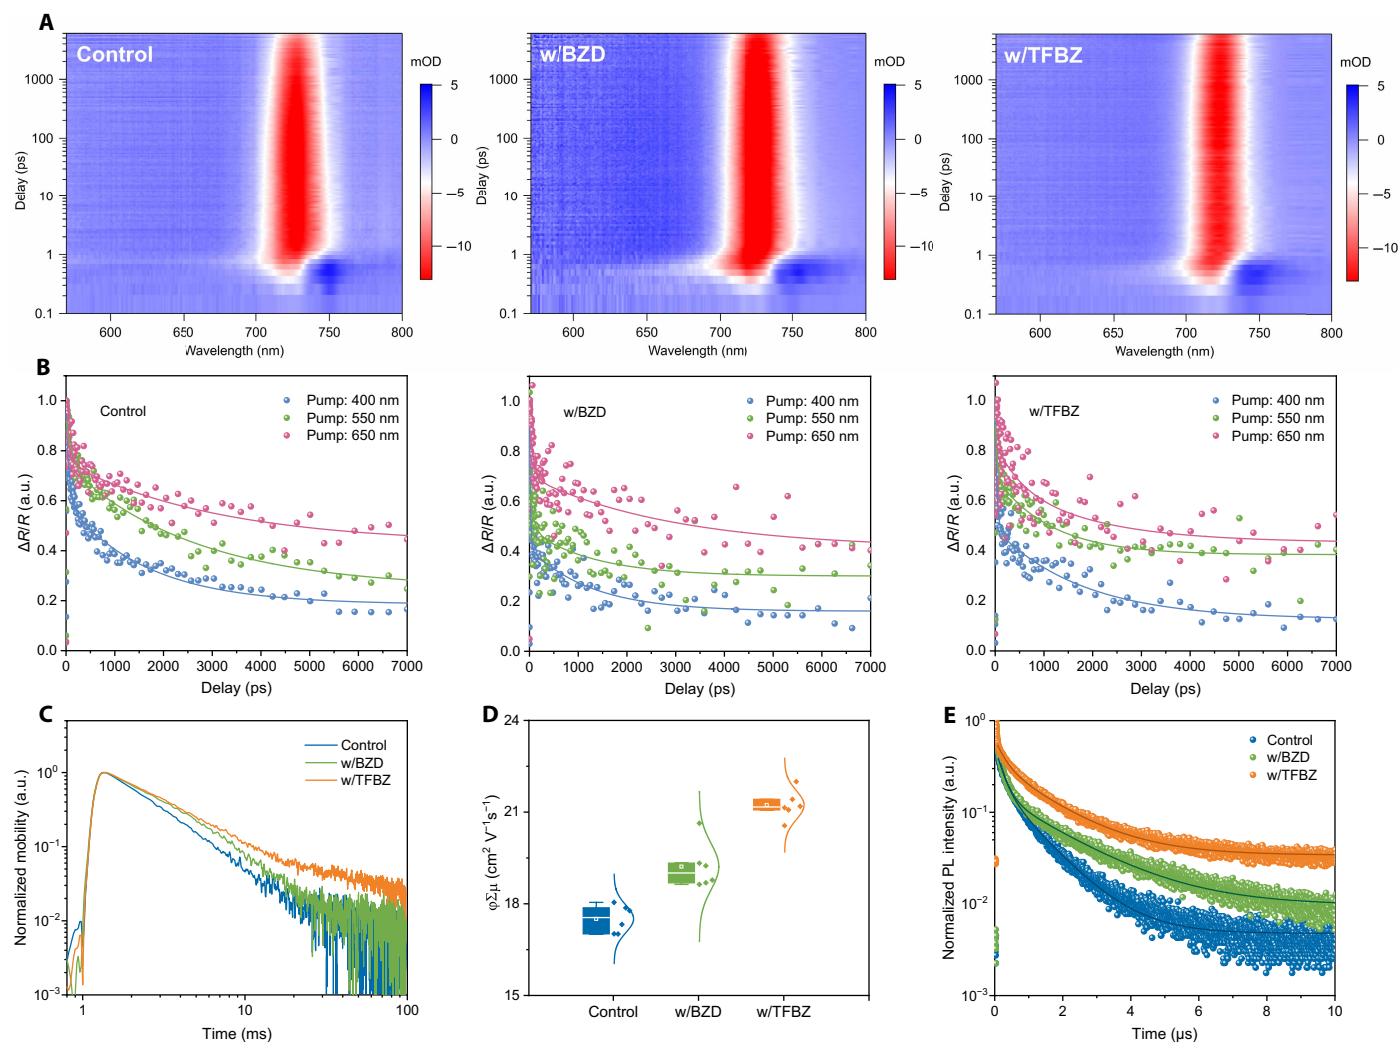 A
Control
w/BZD
w/TFBZ
mOD
mOD
mOD
Delay (ps)
1000
100
10
1
0.1
600
650
700
750
800
Wavelength (nm)
5
0
−5
−10
Delay (ps)
1000
100
10
1
0.1
600
650
700
750
800
Wavelength (nm)
5
0
−5
−10
Delay (ps)
1000
100
10
1
0.1
600
650
700
750
800
Wavelength (nm)
5
0
−5
−10
B
ΔR/R (a.u.)
1.0
0.8
0.6
0.4
0.2
0.0
Control
Pump: 400 nm
Pump: 550 nm
Pump: 650 nm
0 1000 2000 3000 4000 5000 6000 7000
Delay (ps)
ΔR/R (a.u.)
1.0
0.8
0.6
0.4
0.2
0.0
w/BZD
Pump: 400 nm
Pump: 550 nm
Pump: 650 nm
0 1000 2000 3000 4000 5000 6000 7000
Delay (ps)
ΔR/R (a.u.)
1.0
0.8
0.6
0.4
0.2
0.0
w/TFBZ
Pump: 400 nm
Pump: 550 nm
Pump: 650 nm
0 1000 2000 3000 4000 5000 6000 7000
Delay (ps)
C
Normalized mobility (a.u.)
10⁰
10⁻¹
10⁻²
10⁻³
Control
w/BZD
w/TFBZ
1 10 100
Time (ms)
D
φΣμ (cm² V⁻¹s⁻¹)
24
21
18
15
Control w/BZD w/TFBZ
E
Normalized PL intensity (a.u.)
10⁰
10⁻¹
10⁻²
10⁻³
Control
w/BZD
w/TFBZ
0 2 4 6 8 10
Time (µs)